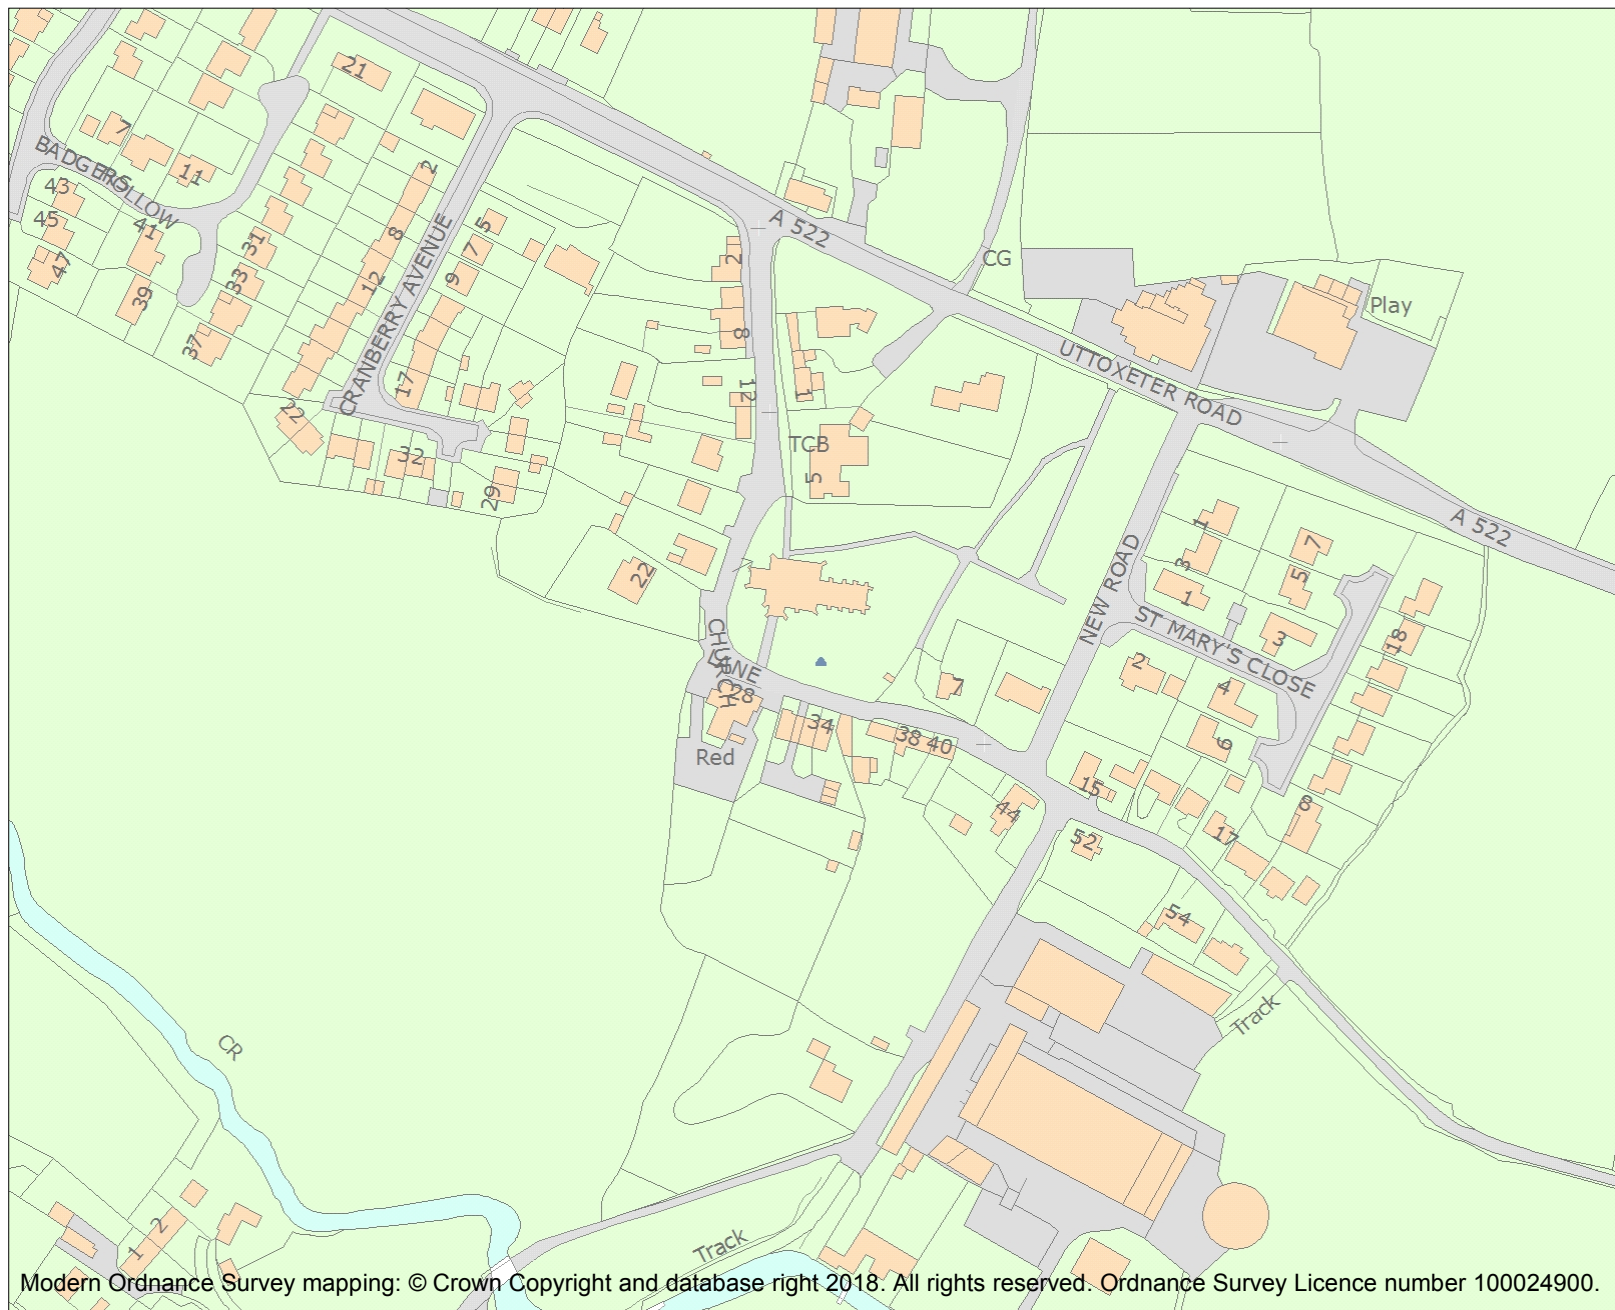 21
7
BADGERS
HOLLOW
11
2
43
45
47
41
39
31
33
37
8
12
5
7
9
CRANBERRY AVENUE
17
22
32
29
A 522
2
8
12
1
CG
Play
UTTOXETER ROAD
TCB
5
A 522
22
1
3
7
5
1
NEW ROAD
ST MARY'S CLOSE
3
18
2
4
6
CHURCH
LANE
28
34
7
38 40
Red
15
44
52
8
17
54
Track
CR
2
1
Track
Modern Ordnance Survey mapping: © Crown Copyright and database right 2018. All rights reserved. Ordnance Survey Licence number 100024900.